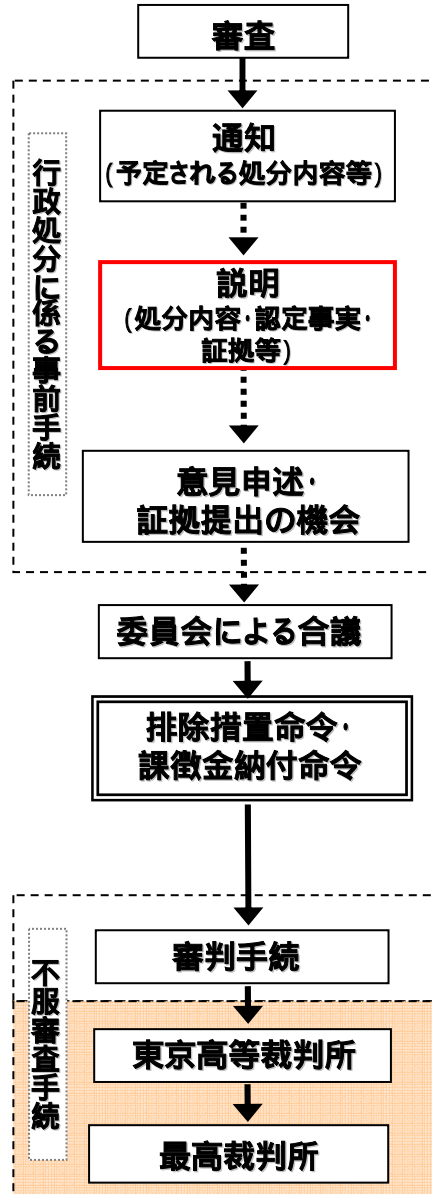 審査
行政処分に係る事前手続
通知
(予定される処分内容等)
説明
(処分内容・認定事実・
証拠等)
意見申述・
証拠提出の機会
委員会による合議
排除措置命令・
課徴金納付命令
不服審査手続
審判手続
東京高等裁判所
最高裁判所